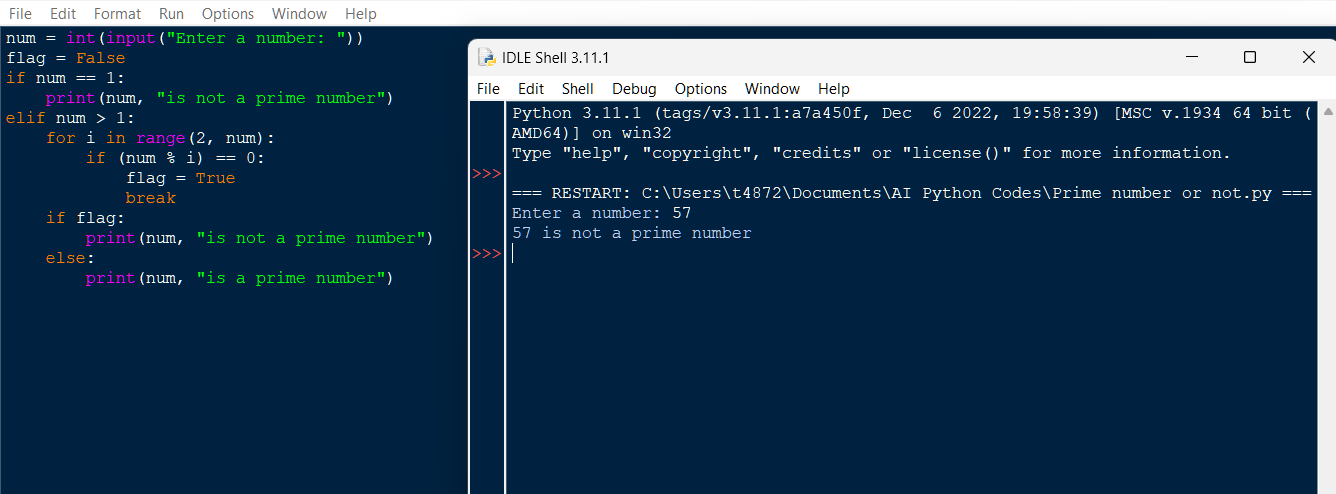 File Edit Format Run Options Window Help
num = int(input("Enter a number: "))
flag = False
if num == 1:
    print(num, "is not a prime number")
elif num > 1:
    for i in range(2, num):
        if (num % i) == 0:
            flag = True
            break
    if flag:
        print(num, "is not a prime number")
    else:
        print(num, "is a prime number")
IDLE Shell 3.11.1
File Edit Shell Debug Options Window Help
Python 3.11.1 (tags/v3.11.1:a7a450f, Dec  6 2022, 19:58:39) [MSC v.1934 64 bit (
AMD64)] on win32
Type "help", "copyright", "credits" or "license()" for more information.
>>>
=== RESTART: C:\Users\t4872\Documents\AI Python Codes\Prime number or not.py ===
Enter a number: 57
57 is not a prime number
>>>